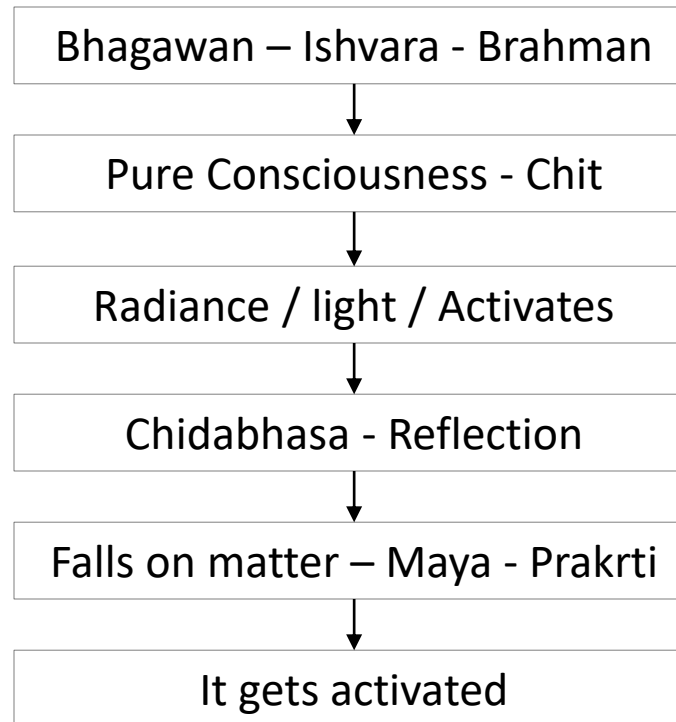 Bhagawan – Ishvara - Brahman
Pure Consciousness - Chit
Radiance / light / Activates
Chidabhasa - Reflection
Falls on matter – Maya - Prakrti
It gets activated